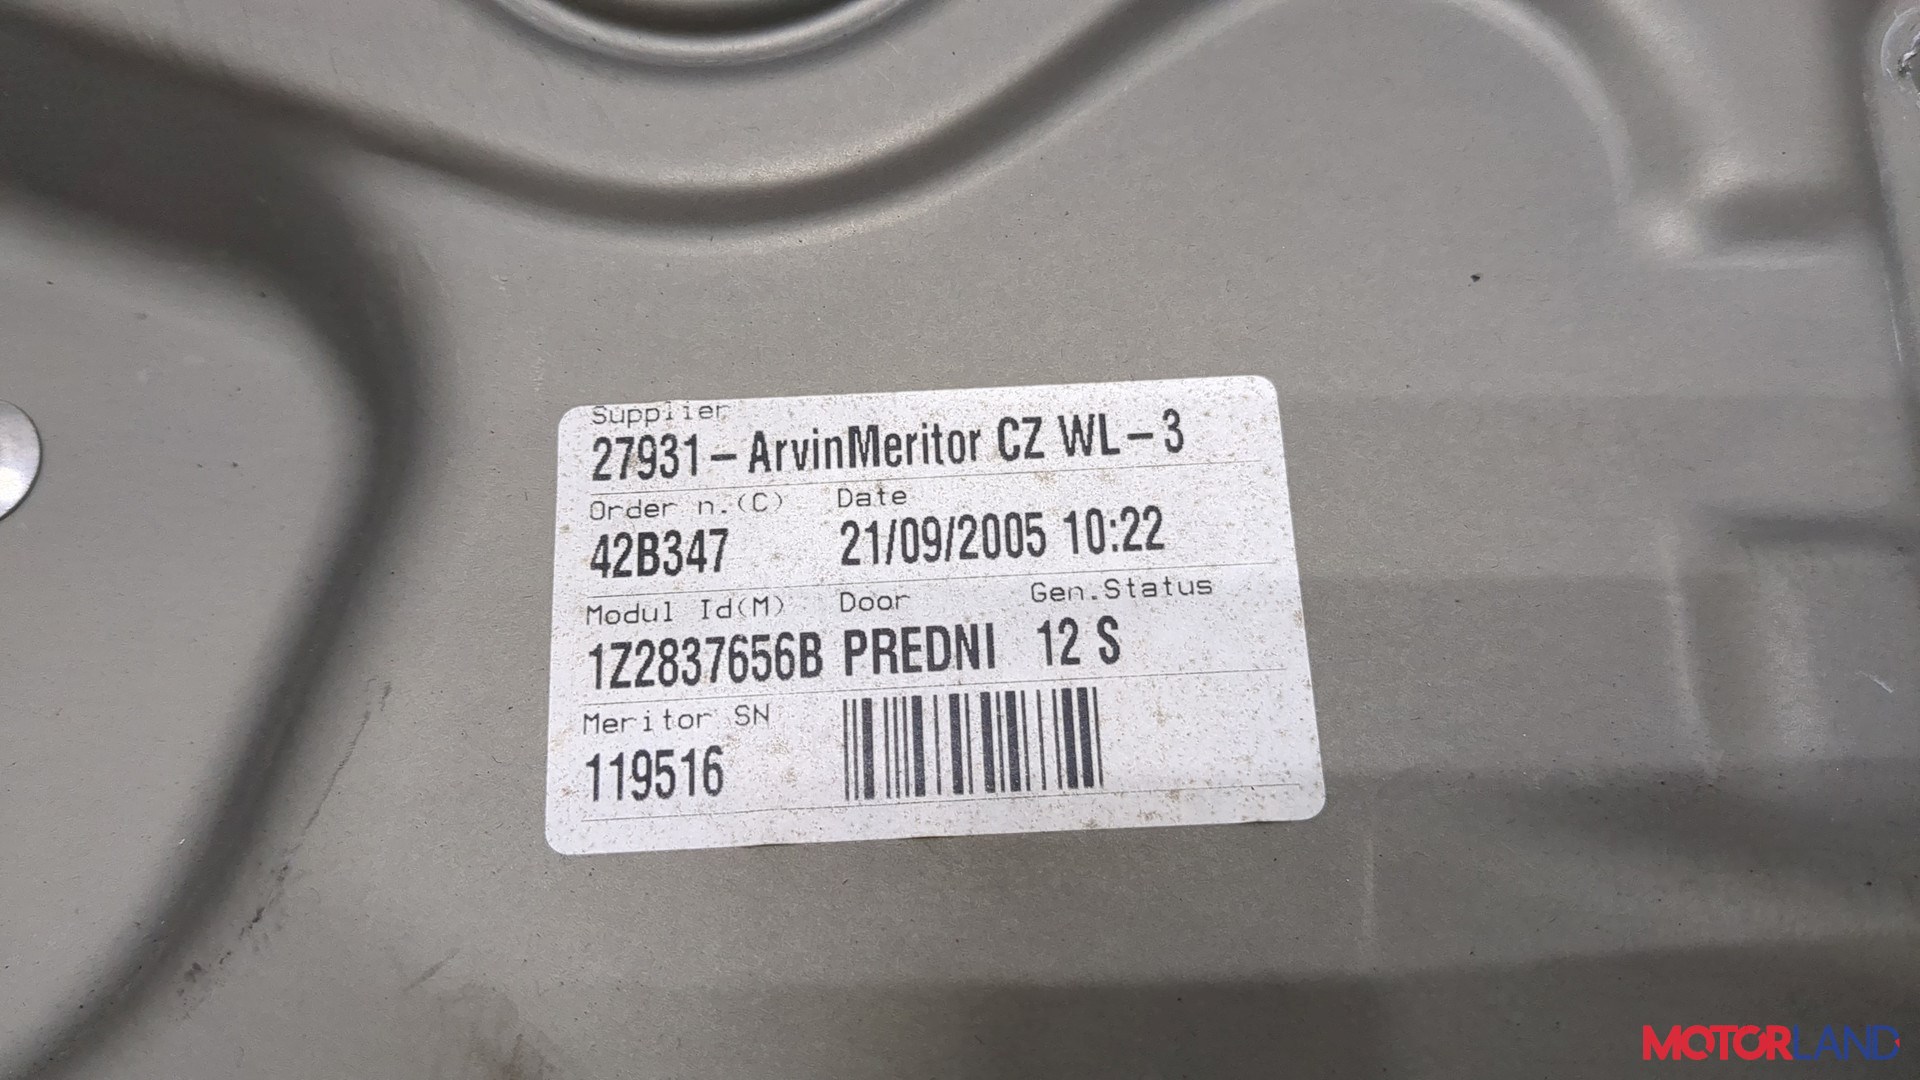 Supplier
27931 - ArvinMeritor CZ WL - 3
Order n.(C) Date
42B347 21/09/2005 10:22
Modul Id(M) Door Gen.Status
1Z2837656B PREDNI 12 S
Meritor SN
119516
MOTORLAND